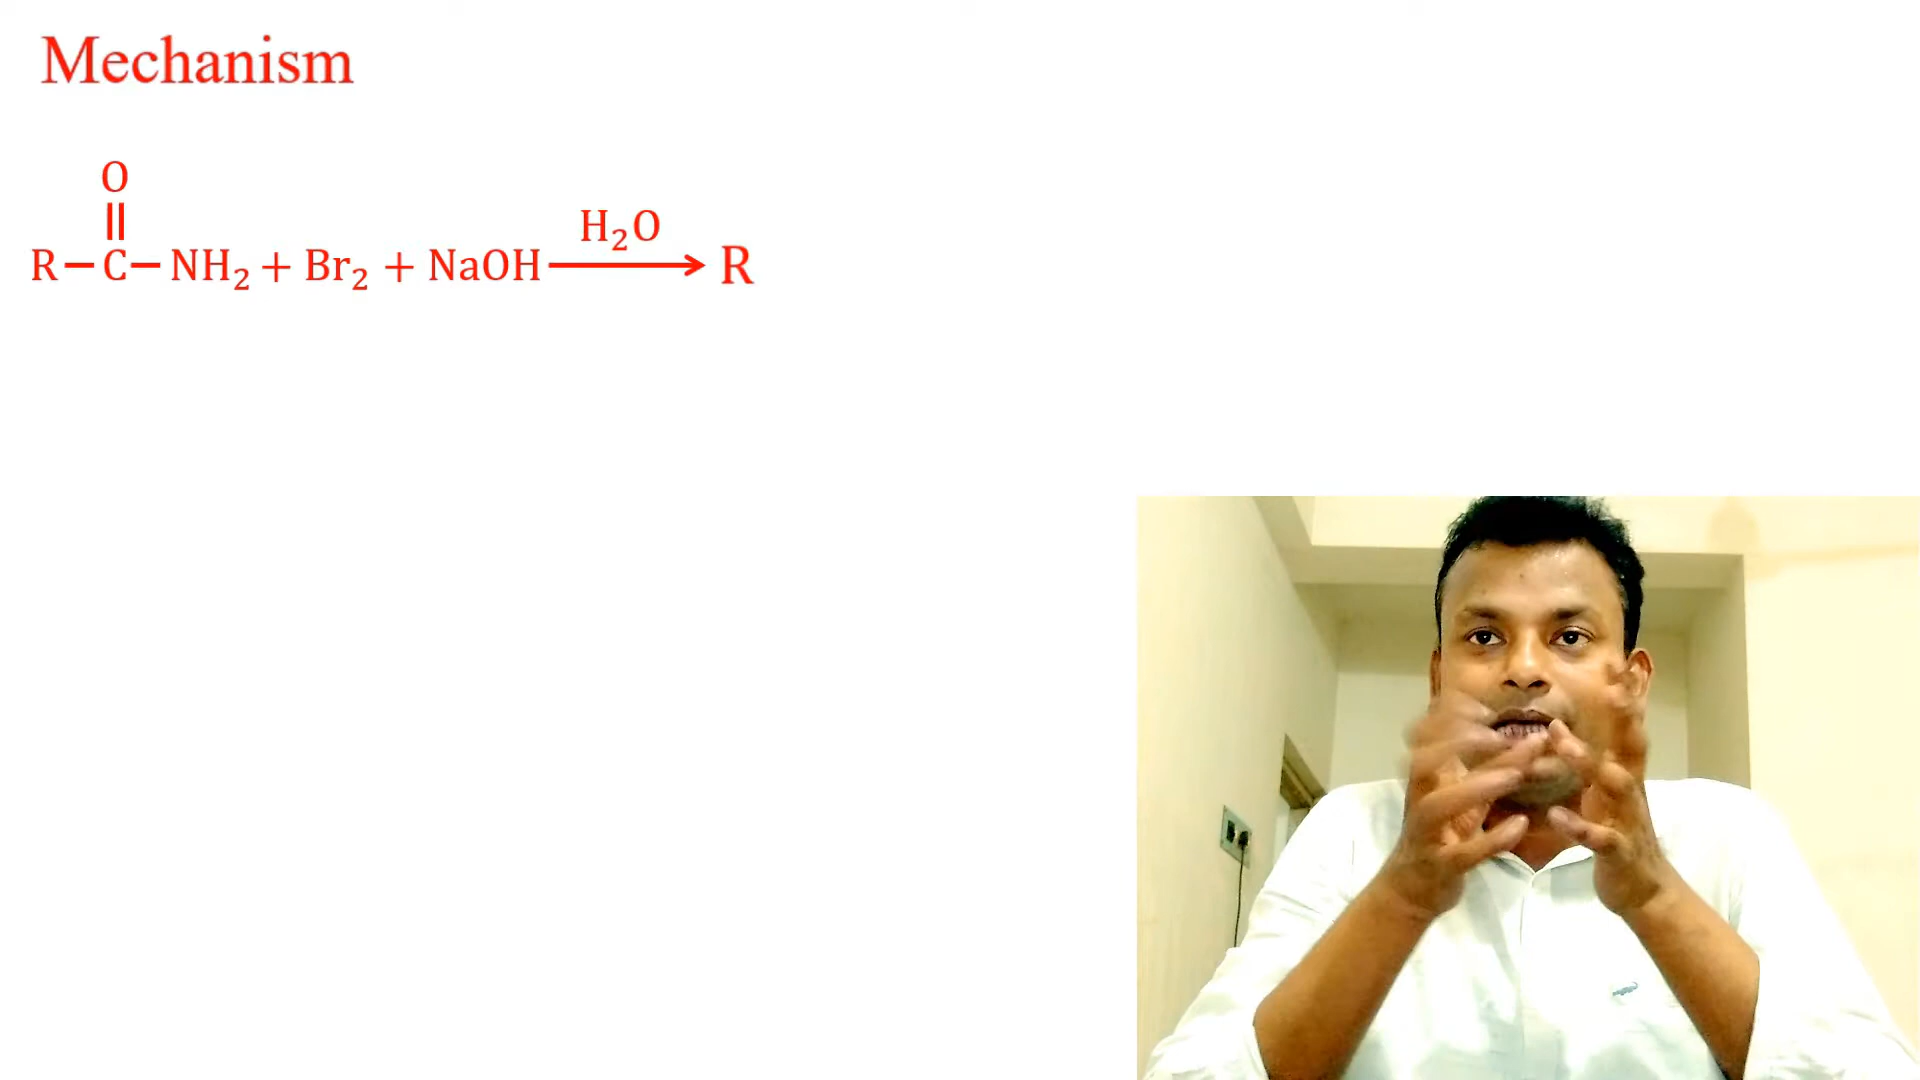 Mechanism
O
||
H₂O
R–C–NH₂ + Br₂ + NaOH ⟶ R